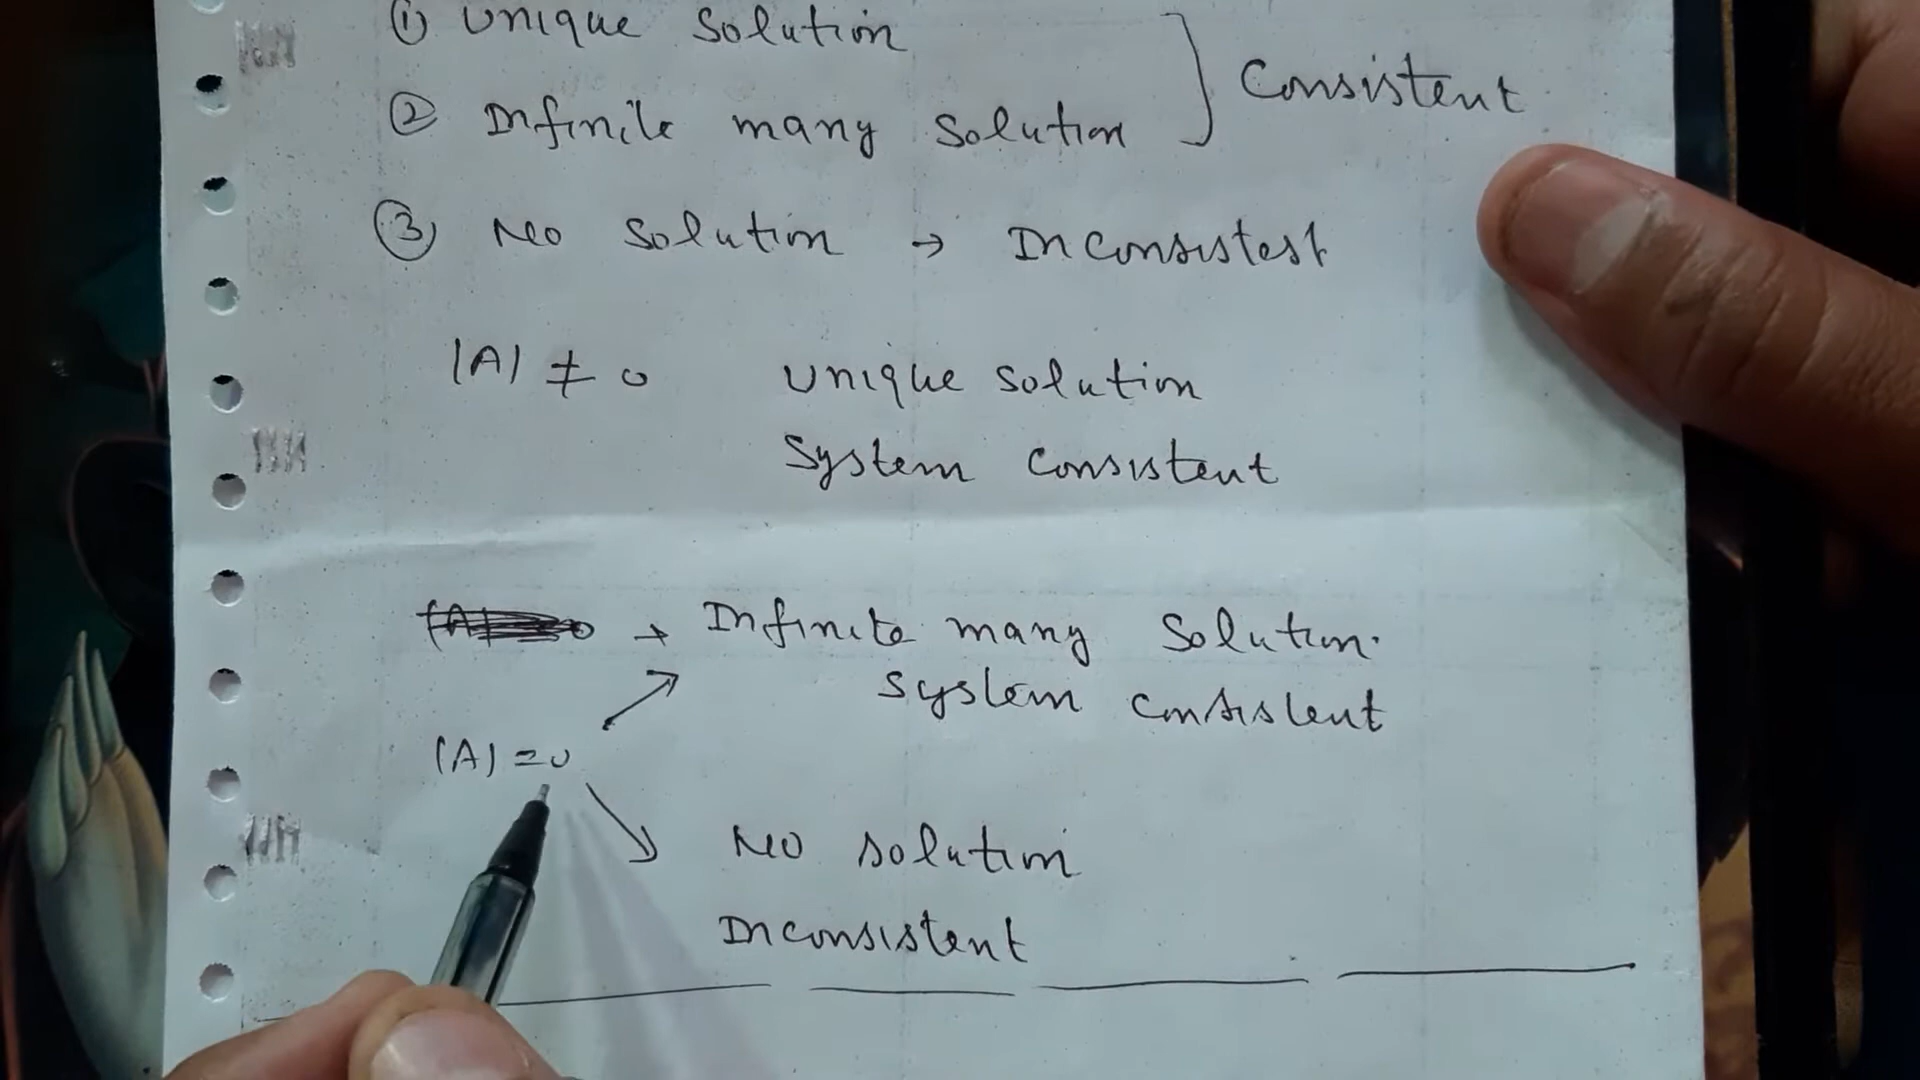 ① Unique Solution
② Infinite many Solution ] Consistent
③ No Solution → Inconsistest
|A| ≠ 0 Unique solution
System consistent
→ Infinite many Solution.
System consistent
|A| = 0
No solution
Inconsistent